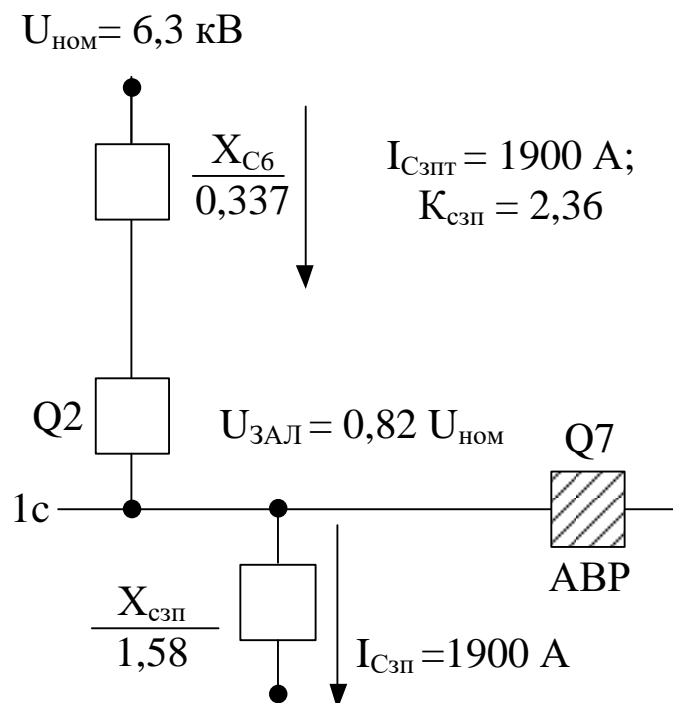 Uном= 6,3 кВ
XС6
0,337
IСзпт = 1900 А;
Ксзп = 2,36
Q2
UЗАЛ = 0,82 Uном
Q7
1с
АВР
Xсзп
1,58
IСзп =1900 А